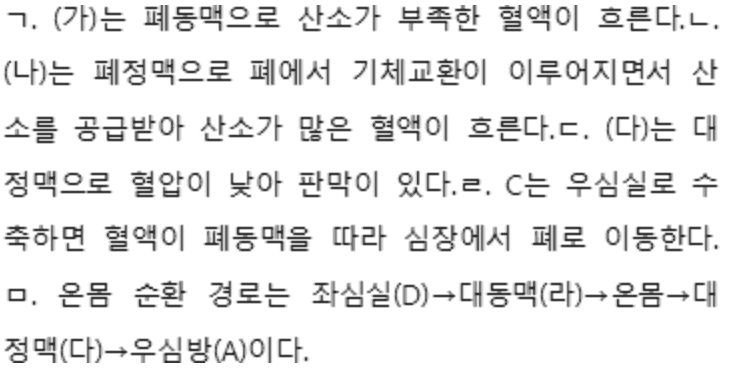 ㄱ. (가)는 폐동맥으로 산소가 부족한 혈액이 흐른다.ㄴ.
(나)는 폐정맥으로 폐에서 기체교환이 이루어지면서 산
소를 공급받아 산소가 많은 혈액이 흐른다.ㄷ. (다)는 대
정맥으로 혈압이 낮아 판막이 있다.ㄹ. C는 우심실로 수
축하면 혈액이 폐동맥을 따라 심장에서 폐로 이동한다.
ㅁ. 온몸 순환 경로는 좌심실(D)→대동맥(라)→온몸→대
정맥(다)→우심방(A)이다.